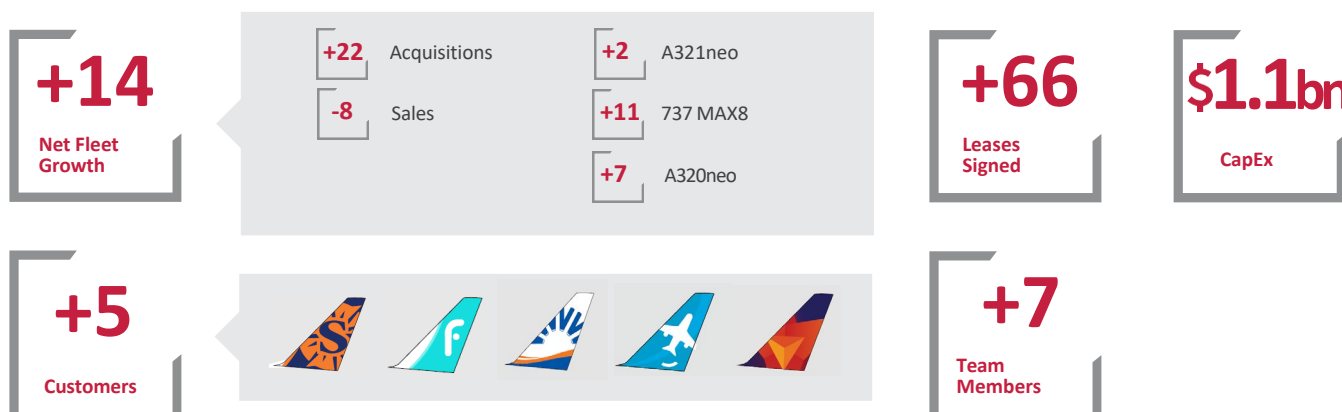 +14
Net Fleet
Growth
+22 Acquisitions
-8 Sales
+2 A321neo
+11 737 MAX8
+7 A320neo
+66
Leases
Signed
$1.1bn
CapEx
+5
Customers
S
f
+7
Team
Members